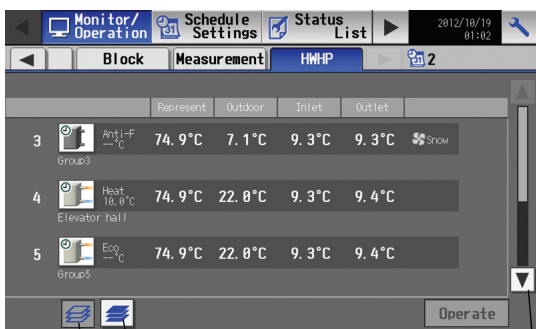 Monitor/ Schedule Status 2012/10/19
Operation Settings List 01:02
Block Measurement HWHP 31 2
Represent Outdoor Inlet Outlet
3 Anti-F 74.9°C 7.1°C 9.3°C 9.3°C Snow
--°C
Group3
4 Heat 74.9°C 22.0°C 9.3°C 9.4°C
10.0°C
Elevator hall
5 Eco 74.9°C 22.0°C 9.3°C 9.4°C
--°C
Group5
Operate